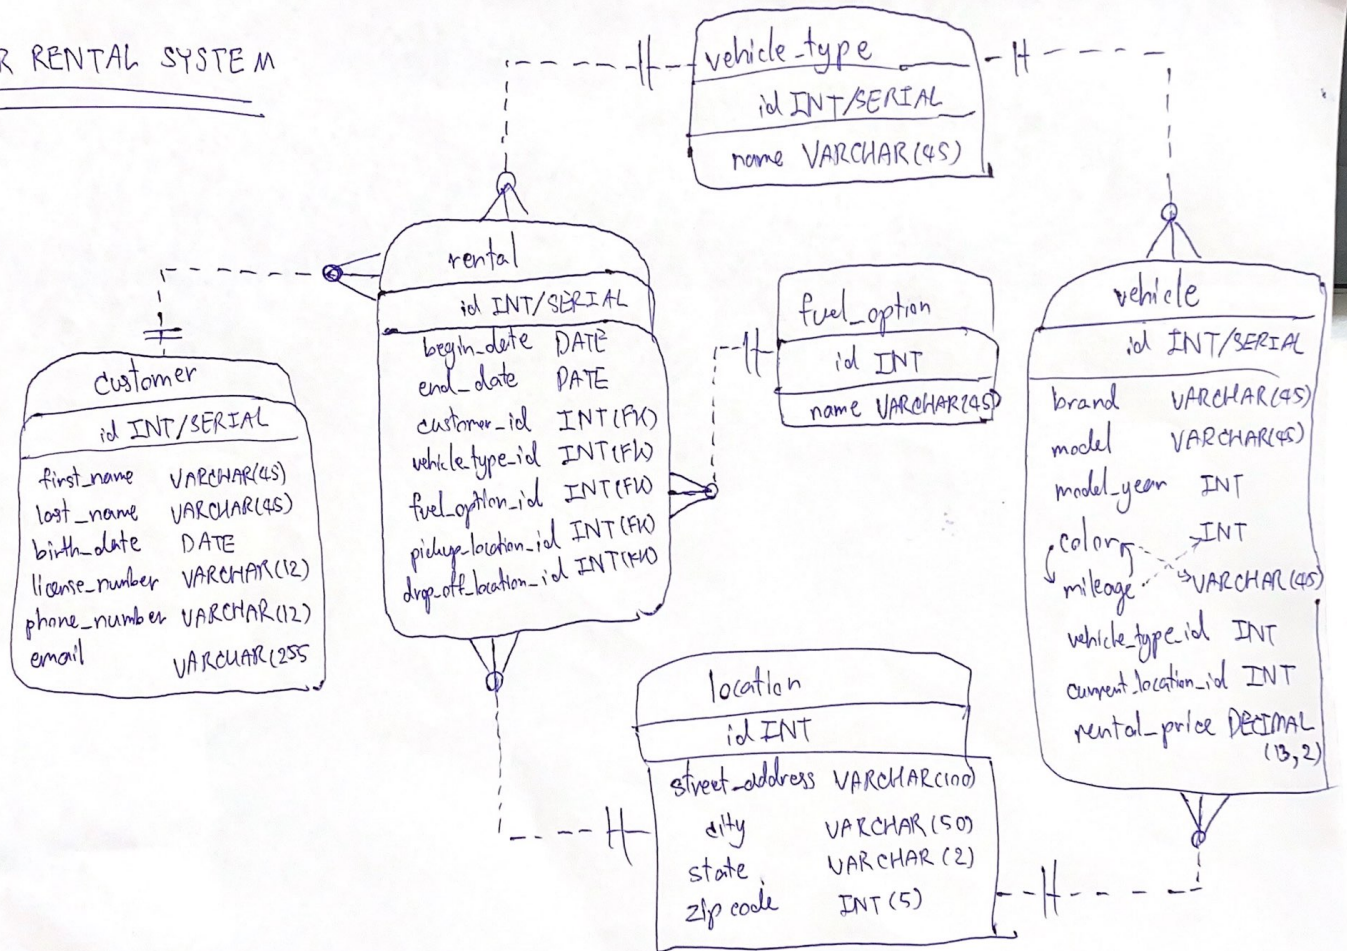 R RENTAL SYSTEM
vehicle_type
id INT/SERIAL
name VARCHAR(45)
rental
id INT/SERIAL
begin_date DATE
end_date DATE
customer_id INT(FK)
vehicle_type_id INT(FK)
fuel_option_id INT(FK)
pickup_location_id INT(FK)
drop_off_location_id INT(FK)
fuel_option
id INT
name VARCHAR(45)
vehicle
id INT/SERIAL
brand VARCHAR(45)
model VARCHAR(45)
model_year INT
color INT
mileage VARCHAR(45)
vehicle_type_id INT
current_location_id INT
rental_price DECIMAL
(13,2)
customer
id INT/SERIAL
first_name VARCHAR(45)
last_name VARCHAR(45)
birth_date DATE
license_number VARCHAR(12)
phone_number VARCHAR(12)
email VARCHAR(255
location
id INT
street_address VARCHAR(100)
city VARCHAR(50)
state VARCHAR(2)
zip code INT(5)